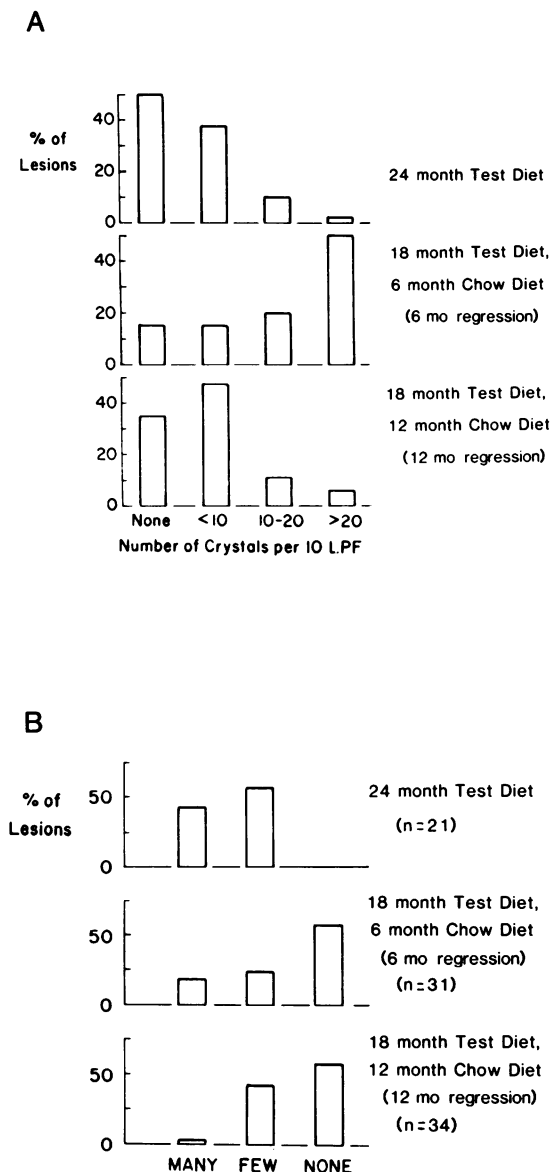 A
% of
Lesions
40
20
0
24 month Test Diet
40
20
0
18 month Test Diet,
6 month Chow Diet
(6 mo regression)
40
20
0
18 month Test Diet,
12 month Chow Diet
(12 mo regression)
None <10 10-20 >20
Number of Crystals per 10 L.PF
B
% of
Lesions
50
0
24 month Test Diet
(n=21)
50
0
18 month Test Diet,
6 month Chow Diet
(6 mo regression)
(n=31)
50
0
18 month Test Diet,
12 month Chow Diet
(12 mo regression)
(n=34)
MANY FEW NONE